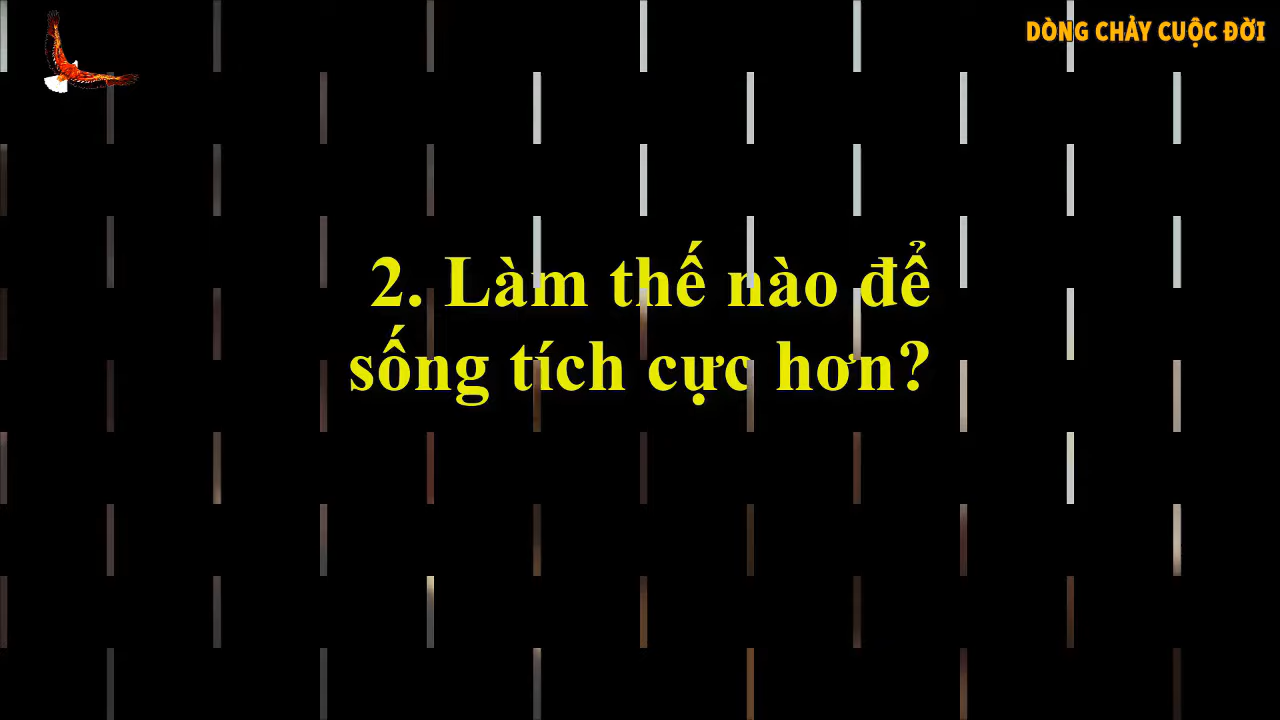 DÒNG CHẢY CUỘC ĐỜI
2. Làm thế nào để
sống tích cực hơn?